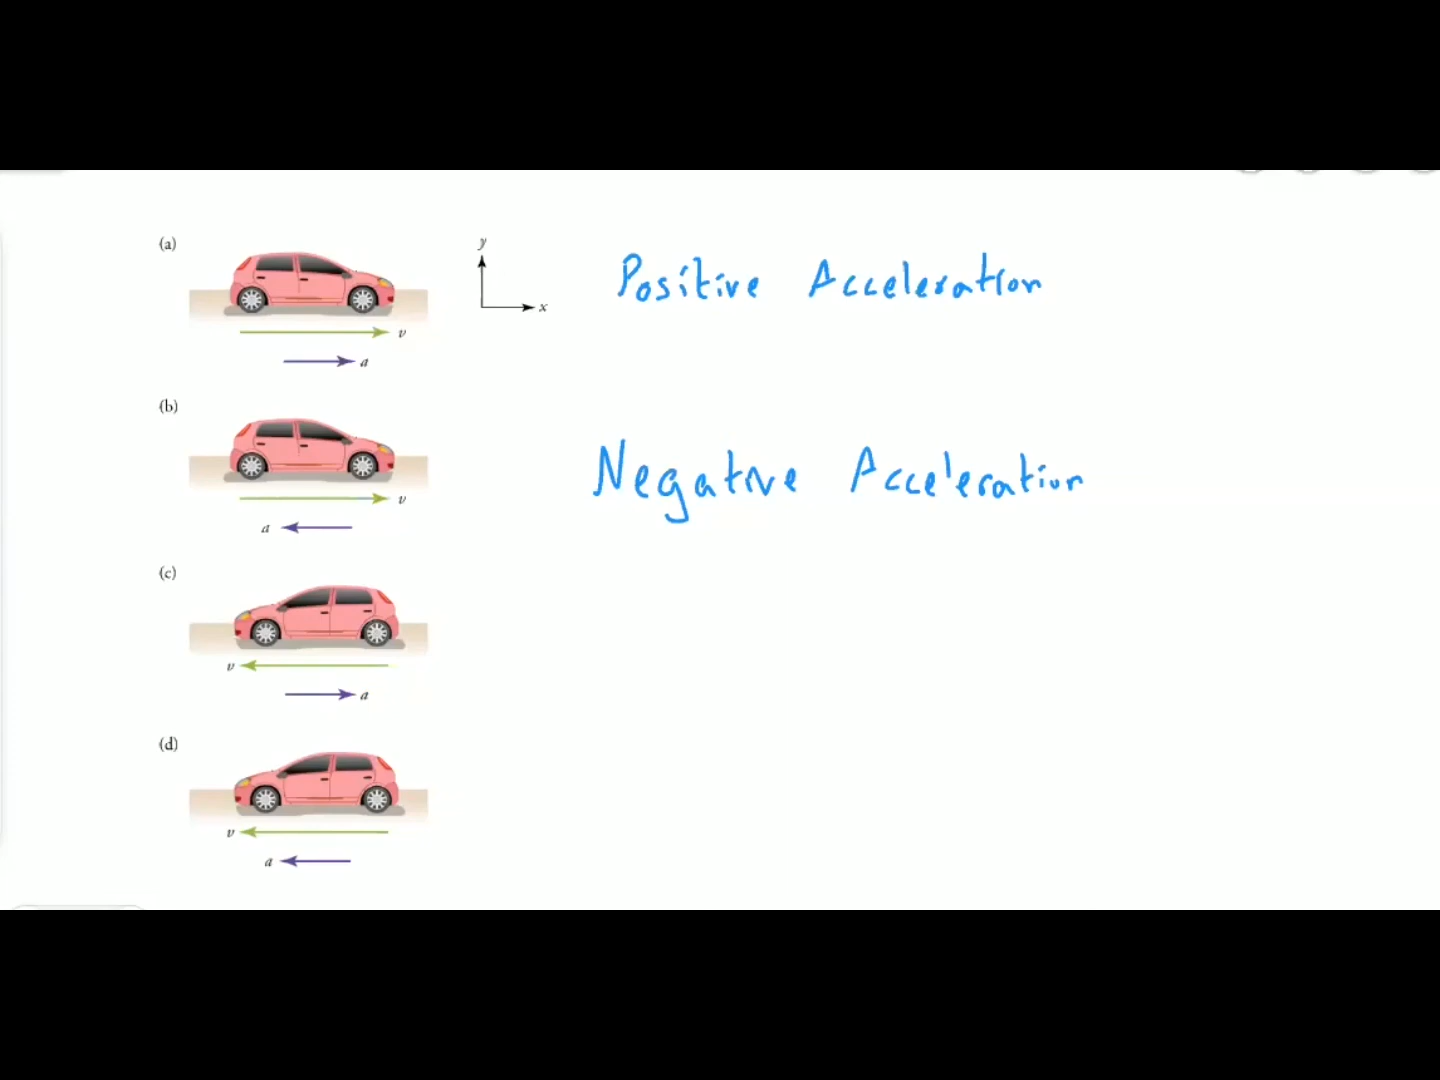 (a)
y
x
v
a
Positive Acceleration
(b)
v
a
Negative Acceleration
(c)
v
a
(d)
v
a